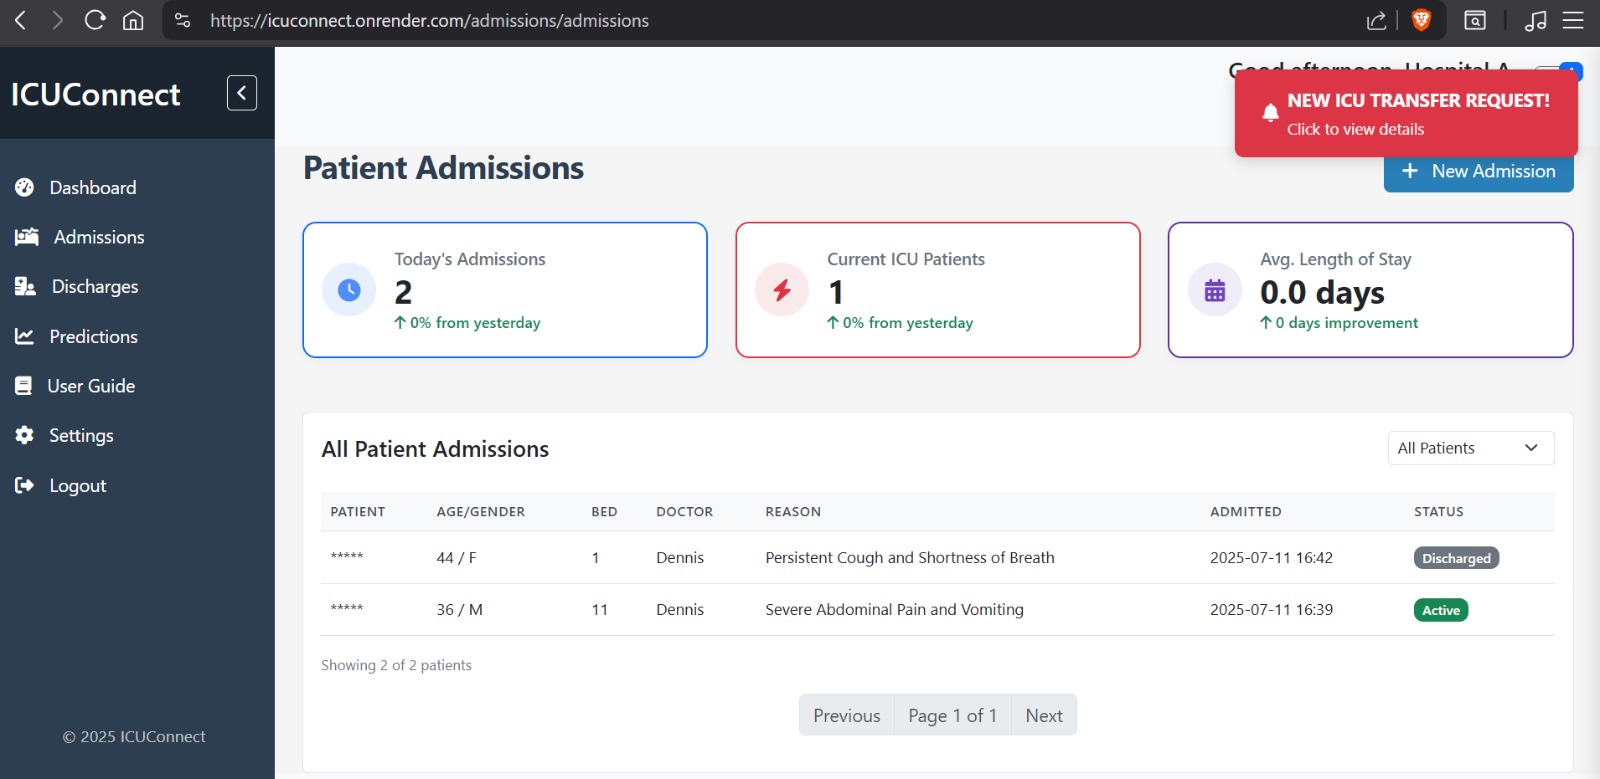 https://icuconnect.onrender.com/admissions/admissions
ICUConnect
Good afternoon, Hospital A
NEW ICU TRANSFER REQUEST!
Click to view details
Dashboard
Admissions
Discharges
Predictions
User Guide
Settings
Logout
© 2025 ICUConnect
Patient Admissions
New Admission
Today's Admissions
2
0% from yesterday
Current ICU Patients
1
0% from yesterday
Avg. Length of Stay
0.0 days
0 days improvement
All Patient Admissions
All Patients
PATIENT AGE/GENDER BED DOCTOR REASON ADMITTED STATUS
***** 44 / F 1 Dennis Persistent Cough and Shortness of Breath 2025-07-11 16:42 Discharged
***** 36 / M 11 Dennis Severe Abdominal Pain and Vomiting 2025-07-11 16:39 Active
Showing 2 of 2 patients
Previous Page 1 of 1 Next